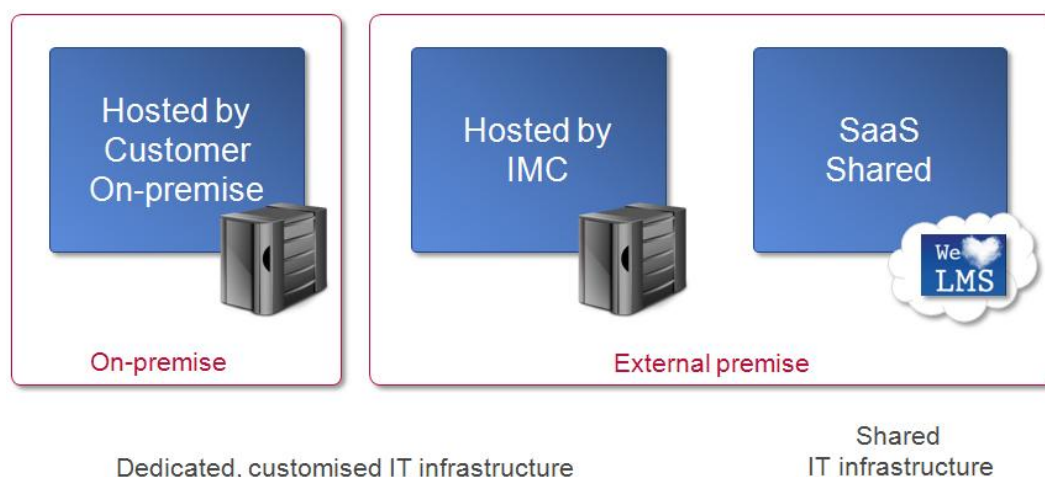 Hosted by
Customer
On-premise
Hosted by
IMC
SaaS
Shared
We
LMS
On-premise
External premise
Dedicated, customised IT infrastructure
Shared
IT infrastructure